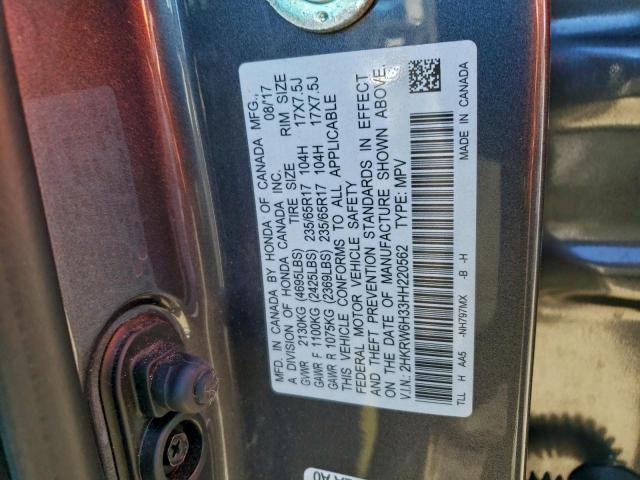 MFD. IN CANADA BY HONDA OF CANADA MFG., 08/17
A DIVISION OF HONDA CANADA INC.
TIRE SIZE RIM SIZE
GVWR 2130KG (4695LBS)
GAWR F 1100KG (2425LBS) 235/65R17 104H 17X7.5J
GAWR R 1075KG (2369LBS) 235/65R17 104H 17X7.5J
THIS VEHICLE CONFORMS TO ALL APPLICABLE
FEDERAL MOTOR VEHICLE SAFETY
AND THEFT PREVENTION STANDARDS IN EFFECT
ON THE DATE OF MANUFACTURE SHOWN ABOVE.
V.I.N.: 2HKRW6H33HH220562 TYPE: MPV
TLL H AA5 -NH797MX -B -H MADE IN CANADA